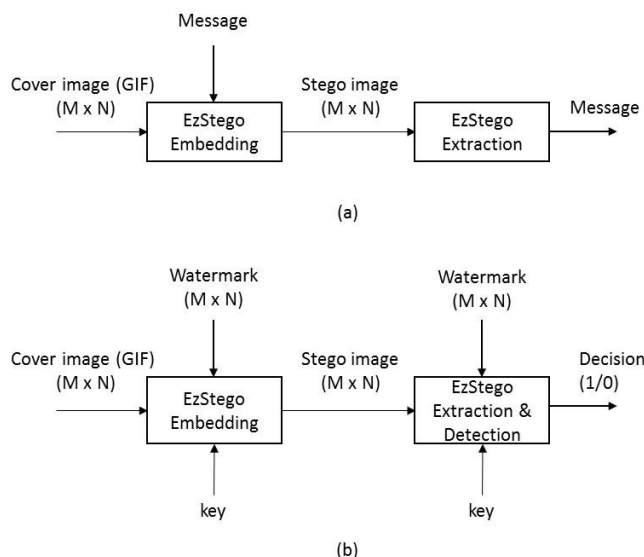 Message
Cover image (GIF)
(M x N)
EzStego
Embedding
Stego image
(M x N)
EzStego
Extraction
Message
(a)
Watermark
(M x N)
Watermark
(M x N)
Cover image (GIF)
(M x N)
EzStego
Embedding
Stego image
(M x N)
EzStego
Extraction &
Detection
Decision
(1/0)
key
key
(b)